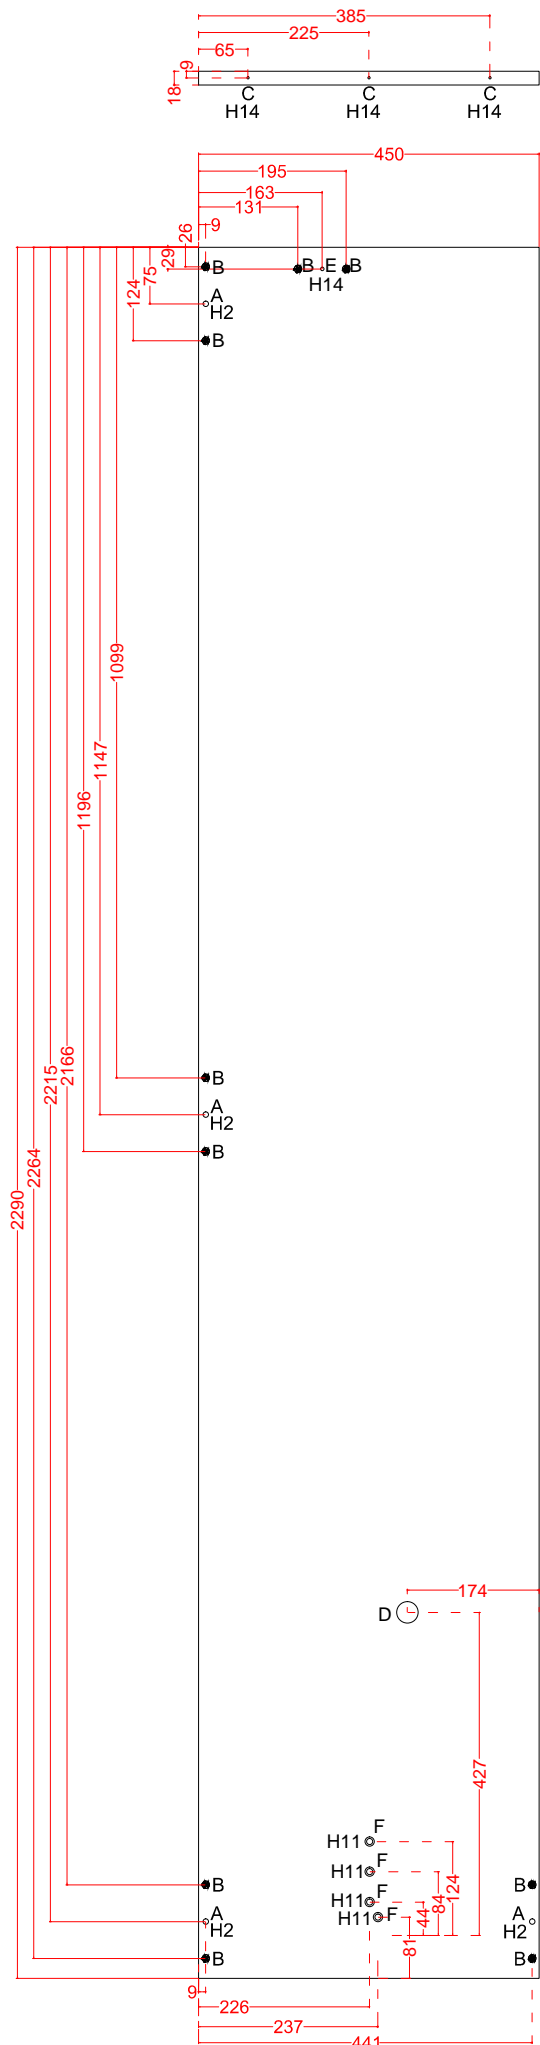 385
225
65
9
18
C C C
H14 H14 H14
450
195
163
131
9
26
29
75
124
B B E B
H14
A
H2
B
1099
1147
1196
B
A
H2
B
2166
2215
2264
2290
174
D
427
F
H11
F
H11
F
H11
F
H11
124
84
44
81
B B
A A
H2 H2
B B
9
226
237
441